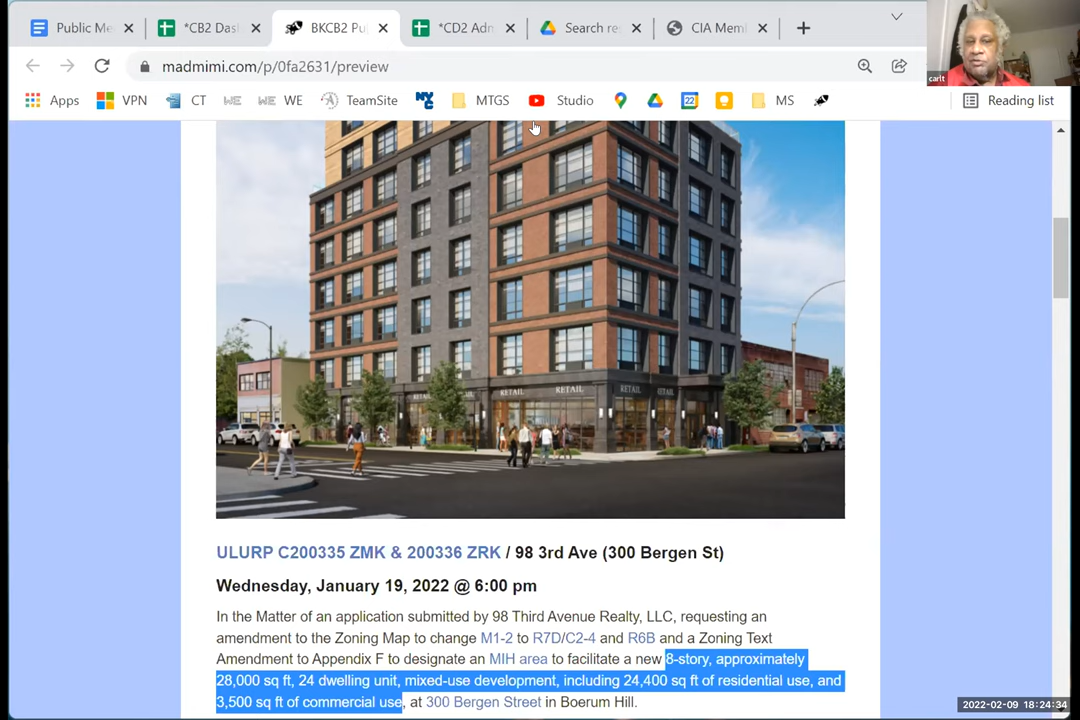 Public Me
*CB2 Das
BKCB2 Pu
*CD2 Adm
Search re
CIA Memb
madmimi.com/p/0fa2631/preview
carlt
Apps
VPN
CT
WE
WE
TeamSite
NYC
MTGS
Studio
22
MS
Reading list
RETAIL RETAIL RETAIL
ULURP C200335 ZMK & 200336 ZRK / 98 3rd Ave (300 Bergen St)
Wednesday, January 19, 2022 @ 6:00 pm
In the Matter of an application submitted by 98 Third Avenue Realty, LLC, requesting an
amendment to the Zoning Map to change M1-2 to R7D/C2-4 and R6B and a Zoning Text
Amendment to Appendix F to designate an MIH area to facilitate a new 8-story, approximately
28,000 sq ft, 24 dwelling unit, mixed-use development, including 24,400 sq ft of residential use, and
3,500 sq ft of commercial use, at 300 Bergen Street in Boerum Hill.
2022-02-09 18:24:34